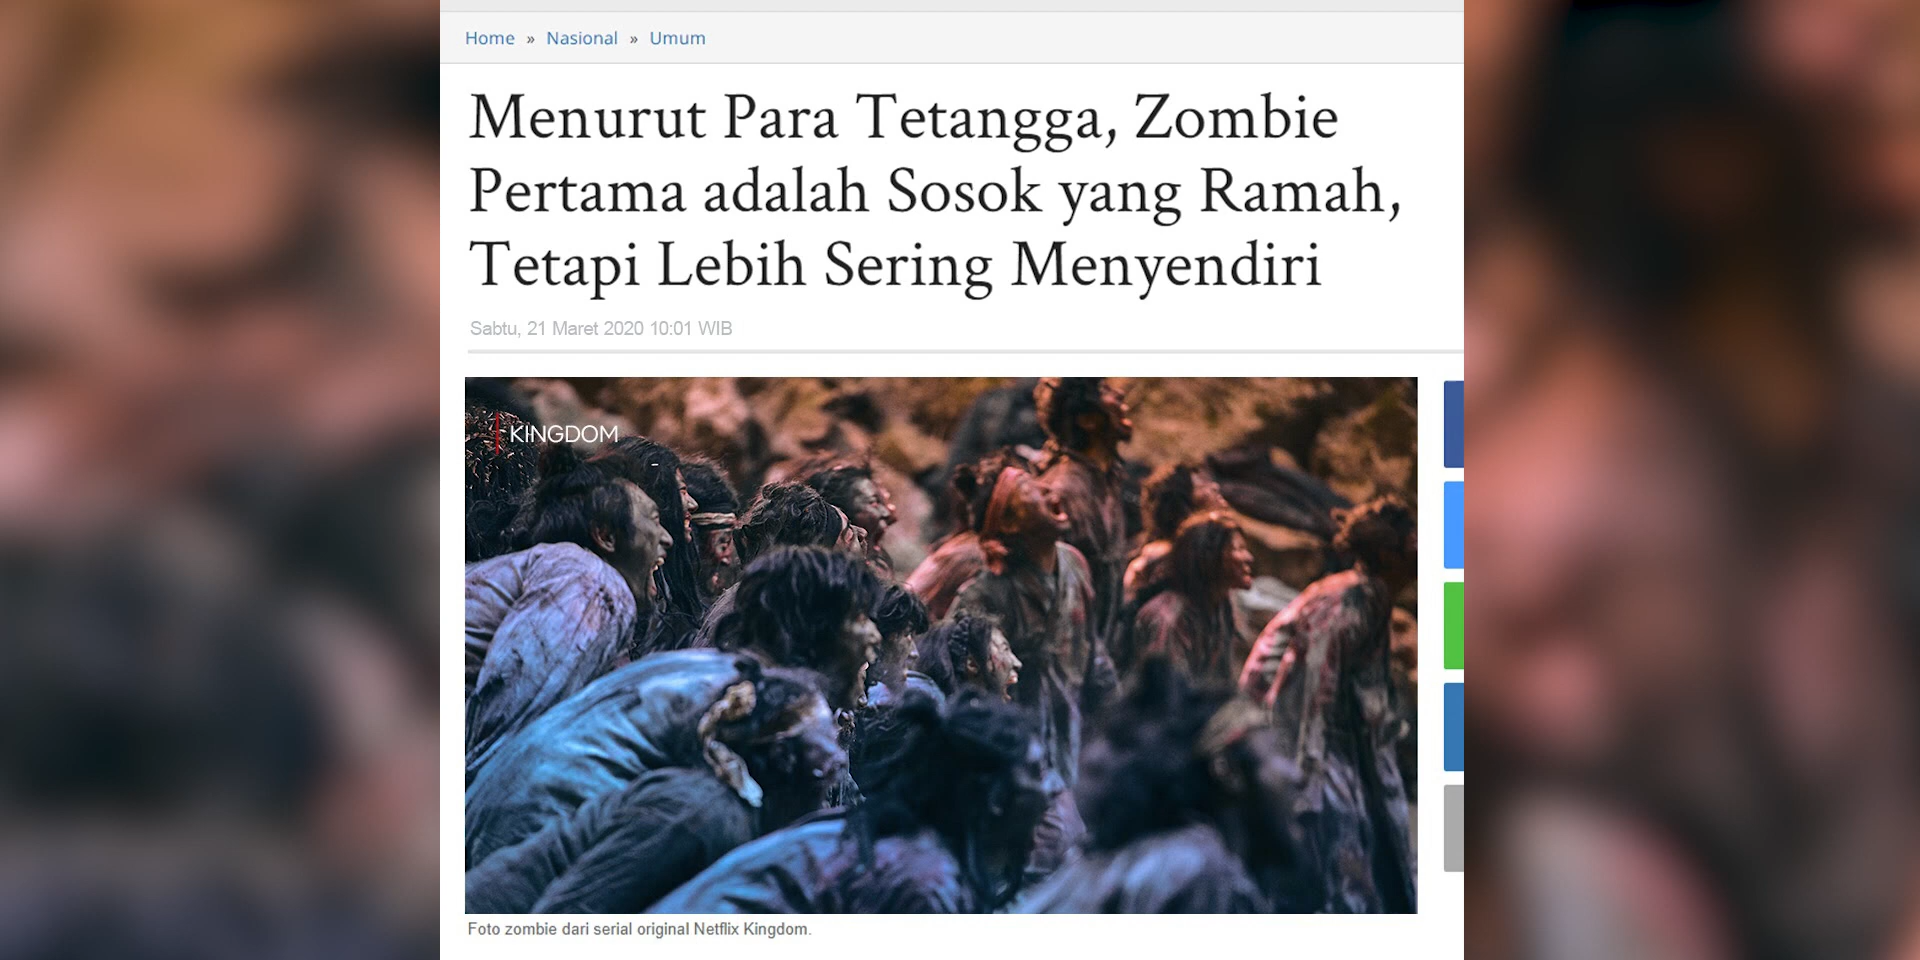 Home » Nasional » Umum
Menurut Para Tetangga, Zombie
Pertama adalah Sosok yang Ramah,
Tetapi Lebih Sering Menyendiri
Sabtu, 21 Maret 2020 10:01 WIB
KINGDOM
Foto zombie dari serial original Netflix Kingdom.